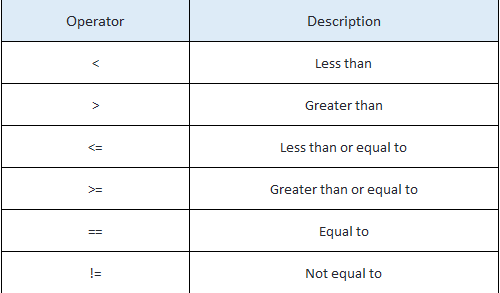 Operator Description
< Less than
> Greater than
<= Less than or equal to
>= Greater than or equal to
== Equal to
!= Not equal to